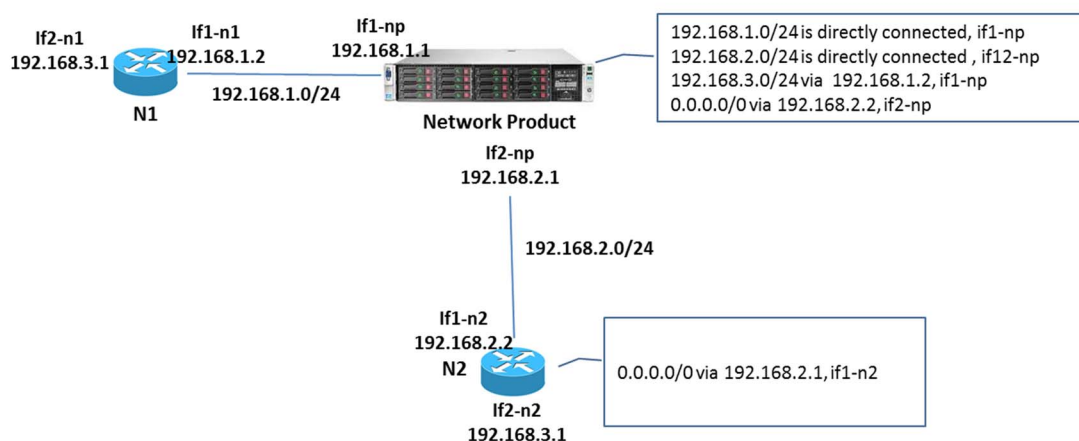 If2-n1
192.168.3.1
If1-n1
192.168.1.2
If1-np
192.168.1.1
192.168.1.0/24
N1
Network Product
192.168.1.0/24 is directly connected, if1-np
192.168.2.0/24 is directly connected , if12-np
192.168.3.0/24 via 192.168.1.2, if1-np
0.0.0.0/0 via 192.168.2.2, if2-np
If2-np
192.168.2.1
192.168.2.0/24
If1-n2
192.168.2.2
N2
0.0.0.0/0 via 192.168.2.1, if1-n2
If2-n2
192.168.3.1